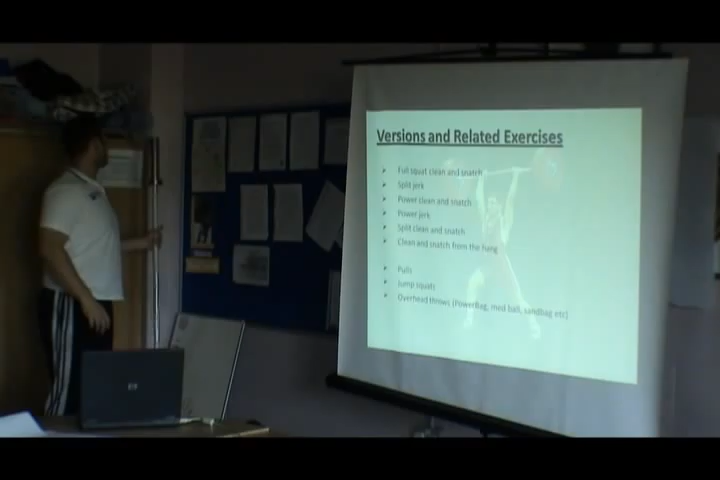 Versions and Related Exercises
Full squat clean and snatch
Split jerk
Power clean and snatch
Power jerk
Split clean and snatch
Clean and snatch from the hang
Pulls
Jump squats
Overhead throws (PowerBag, med ball, sandbag etc)
hp